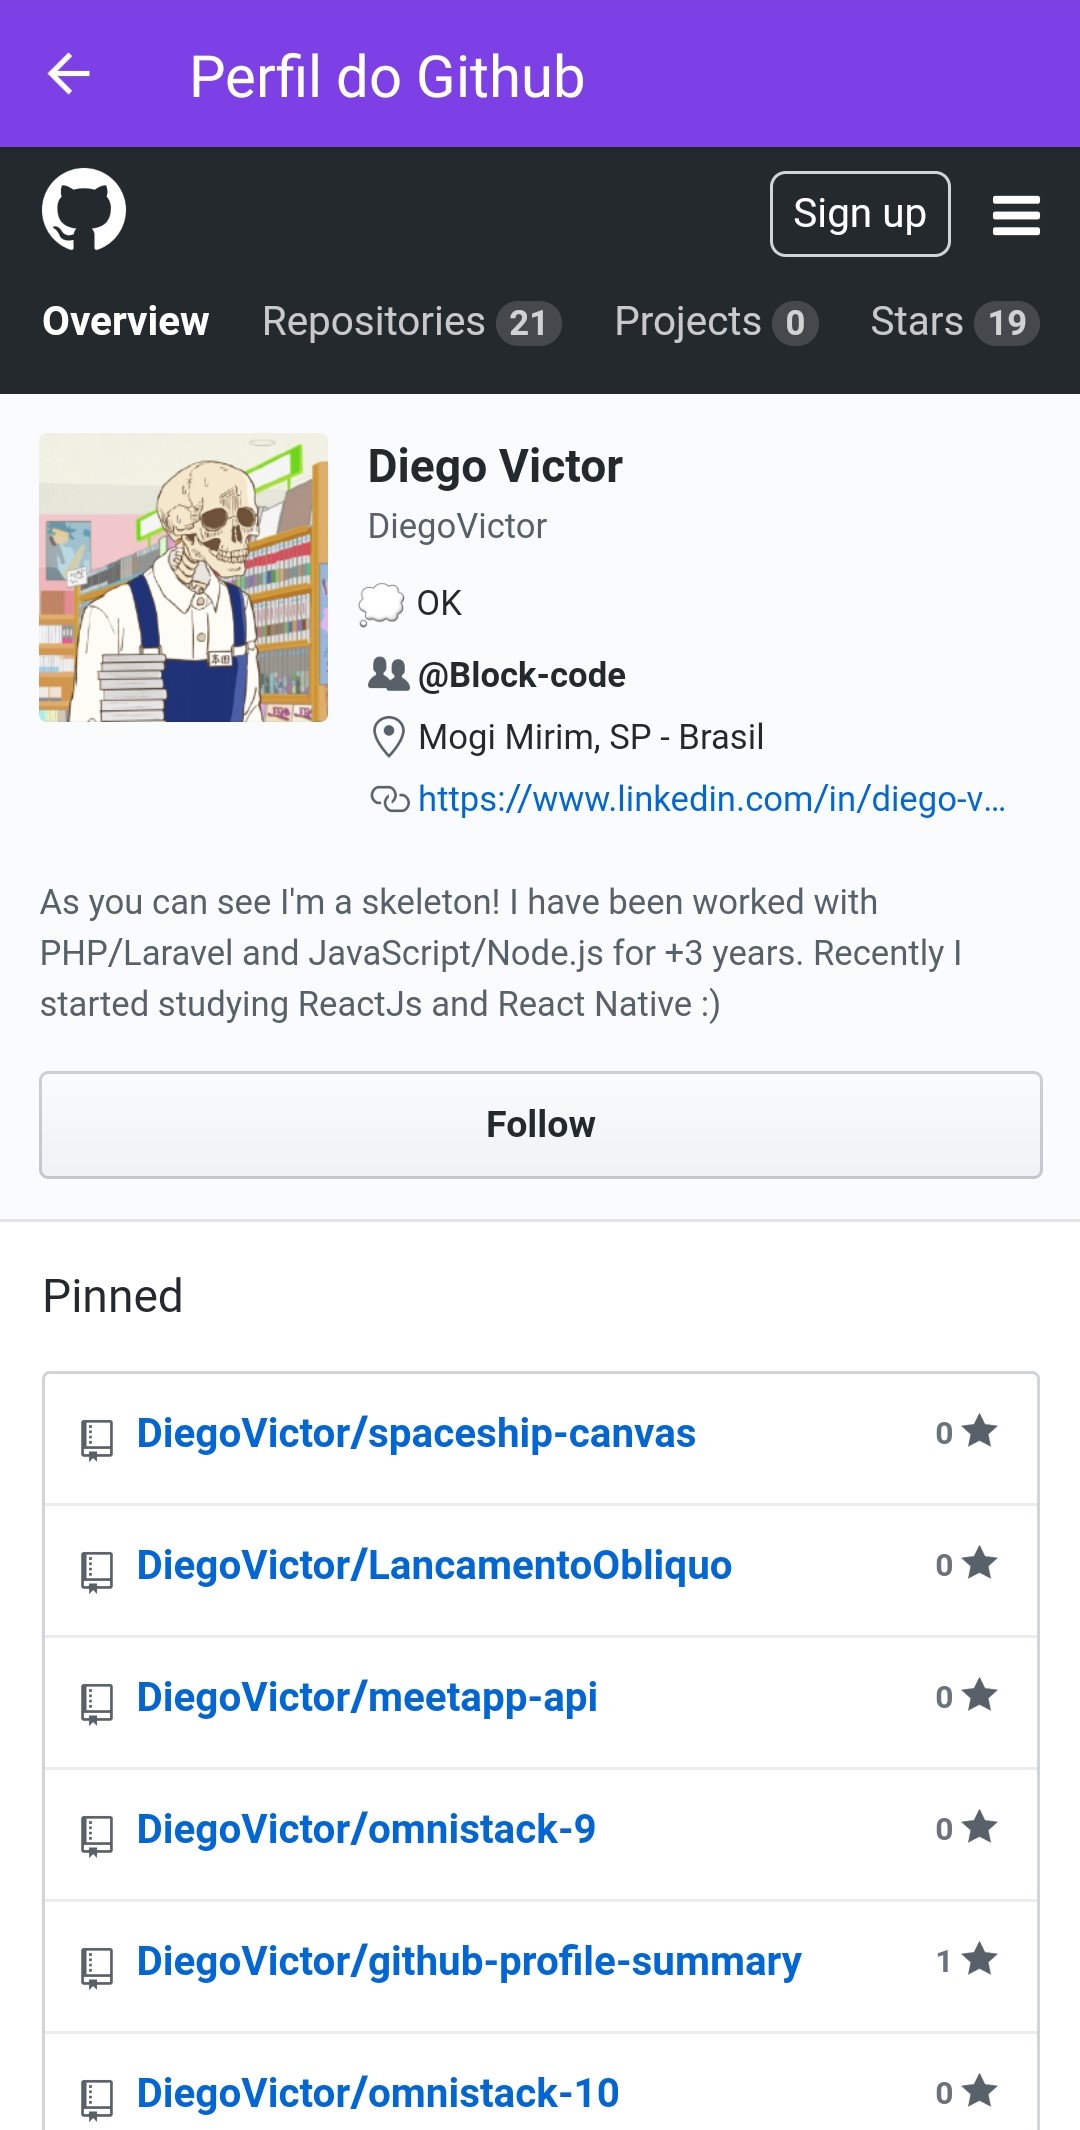 Perfil do Github
Sign up
Overview Repositories 21 Projects 0 Stars 19
Diego Victor
DiegoVictor
OK
@Block-code
Mogi Mirim, SP - Brasil
https://www.linkedin.com/in/diego-v...
As you can see I'm a skeleton! I have been worked with
PHP/Laravel and JavaScript/Node.js for +3 years. Recently I
started studying ReactJs and React Native :)
Follow
Pinned
DiegoVictor/spaceship-canvas 0
DiegoVictor/LancamentoObliquo 0
DiegoVictor/meetapp-api 0
DiegoVictor/omnistack-9 0
DiegoVictor/github-profile-summary 1
DiegoVictor/omnistack-10 0